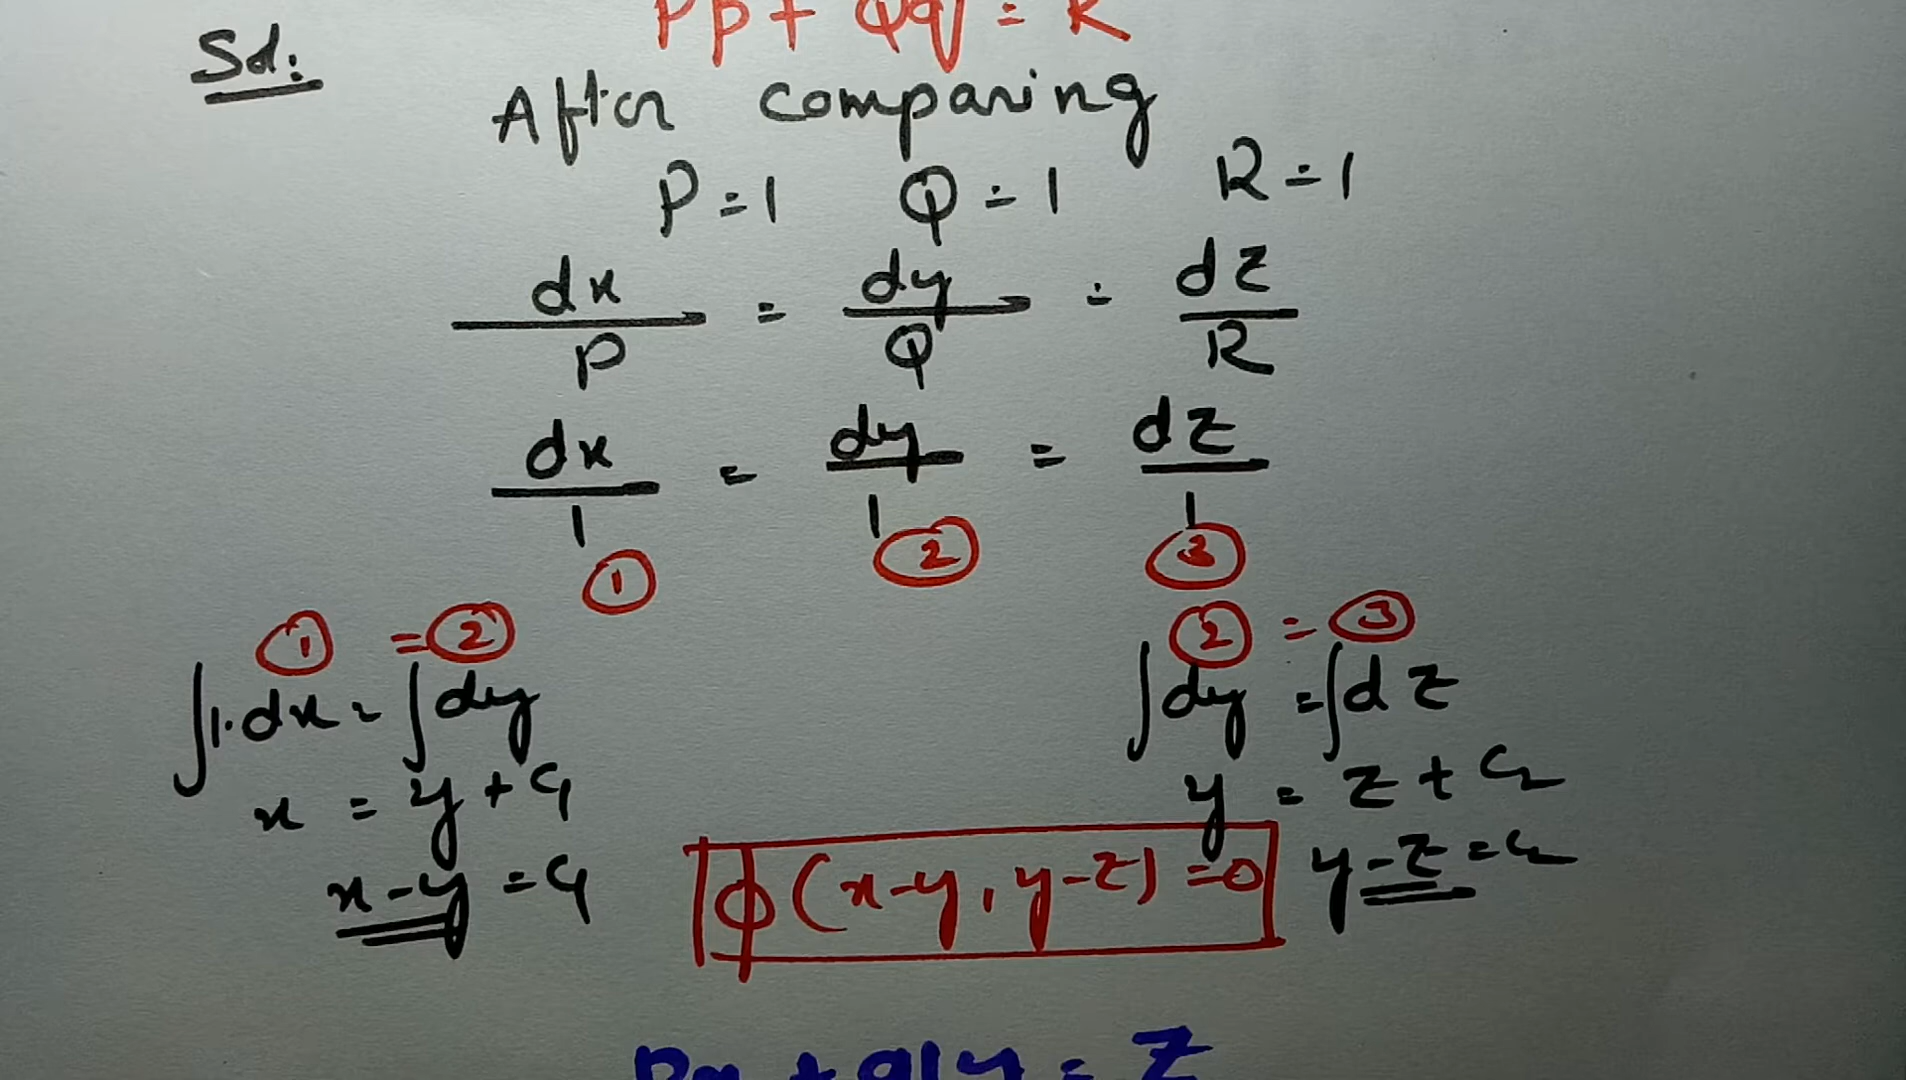 Pp + Qq = R
Sol:
After comparing
P = 1 Q = 1 R = 1
dx/P = dy/Q = dz/R
dx/1 = dy/1 = dz/1
① ② ③
① = ② ② = ③
∫1.dx = ∫dy ∫dy = ∫dz
x = y + C₁ y = z + C₂
x-y = C₁ ϕ(x-y, y-z) = 0 y-z = C₂